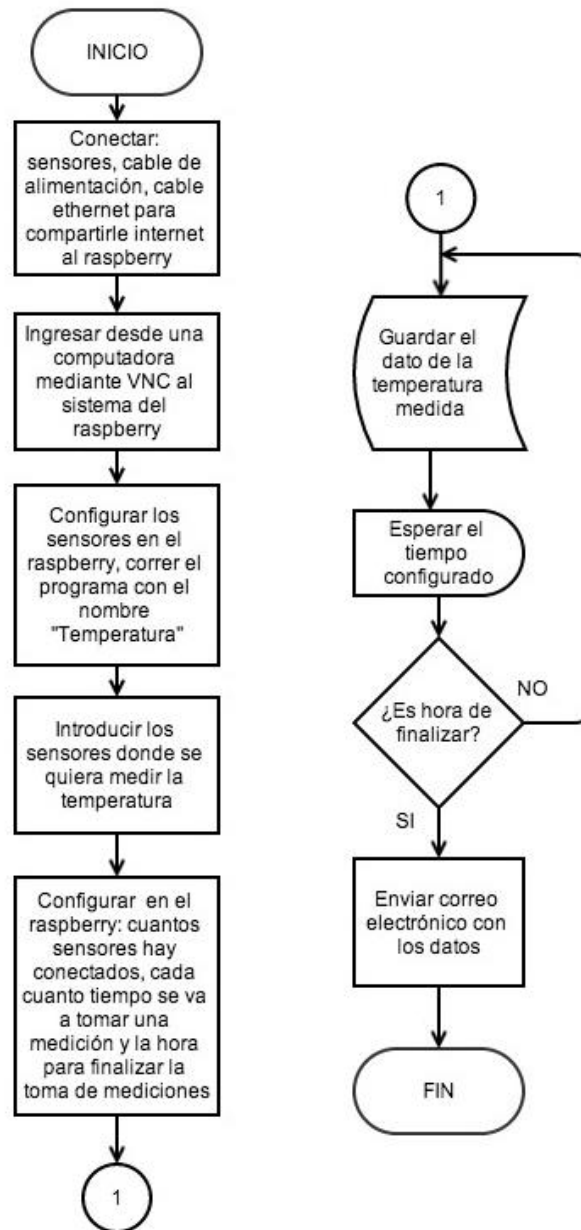 INICIO
Conectar:
sensores, cable de
alimentación, cable
ethernet para
compartirle internet
al raspberry
Ingresar desde una
computadora
mediante VNC al
sistema del
raspberry
Configurar los
sensores en el
raspberry, correr el
programa con el
nombre
"Temperatura"
Introducir los
sensores donde se
quiera medir la
temperatura
Configurar en el
raspberry: cuantos
sensores hay
conectados, cada
cuanto tiempo se va
a tomar una
medición y la hora
para finalizar la
toma de mediciones
1
1
Guardar el
dato de la
temperatura
medida
Esperar el
tiempo
configurado
¿Es hora de
finalizar?
NO
SI
Enviar correo
electrónico con
los datos
FIN